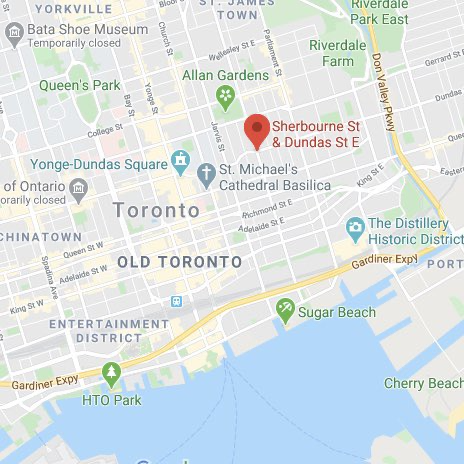 YORKVILLE
ST. JAMES
TOWN
Riverdale
Park East
Bata Shoe Museum
Temporarily closed
Wellesley St E
Parliament St
Riverdale
Farm
Gerrard St E
Queen's Park
Allan Gardens
Don Valley Pkwy
Dundas
Bay St
Yonge St
College St
Jarvis St
Sherbourne St
& Dundas St E
Yonge-Dundas Square
St. Michael's
Cathedral Basilica
King St E
Eastern
of Ontario
orarily closed
Toronto
Richmond St E
Adelaide St E
The Distillery
Historic District
CHINATOWN
Queen St W
OLD TORONTO
Gardiner Expy
PORT
Spadina Ave
Adelaide St W
King St W
Sugar Beach
ENTERTAINMENT
DISTRICT
Gardiner Expy
HTO Park
Cherry Beach